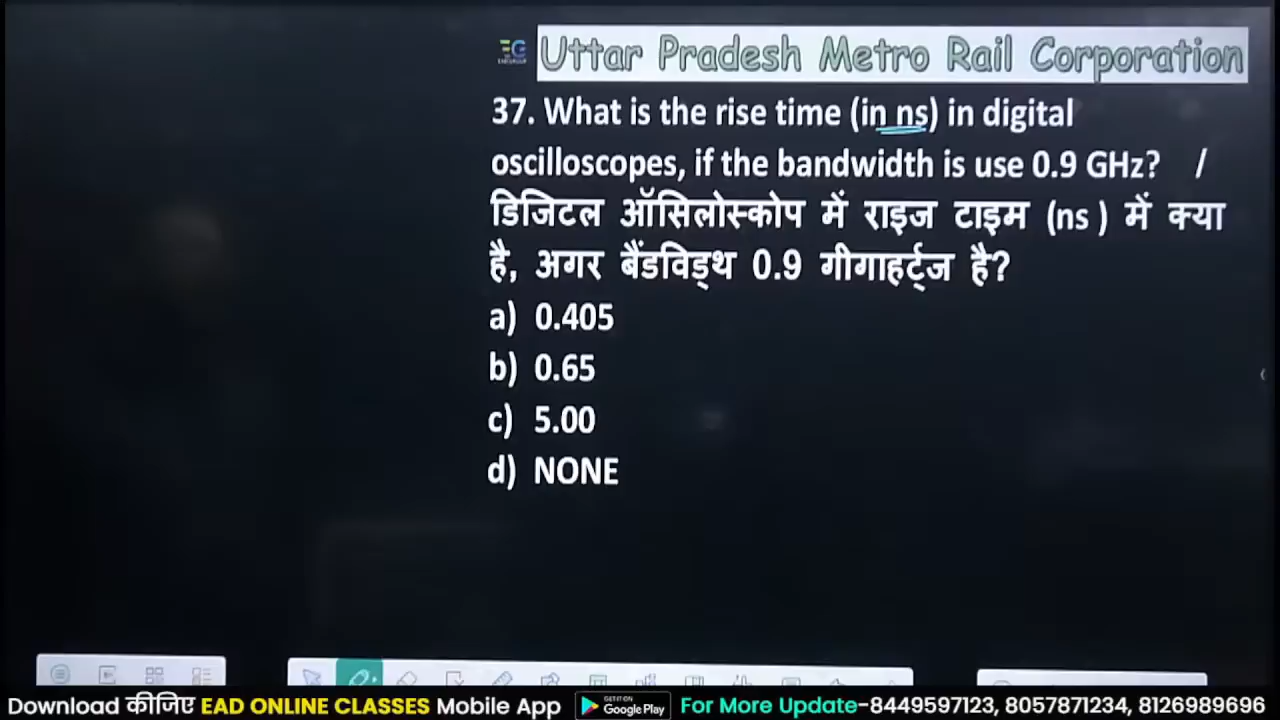 EG
Uttar Pradesh Metro Rail Corporation
37. What is the rise time (in ns) in digital
oscilloscopes, if the bandwidth is use 0.9 GHz? /
डिजिटल ऑसिलोस्कोप में राइज टाइम (ns ) में क्या
है, अगर बैंडविड्थ 0.9 गीगाहर्ट्ज है?
a) 0.405
b) 0.65
c) 5.00
d) NONE
Download कीजिए EAD ONLINE CLASSES Mobile App GET IT ON Google Play For More Update-8449597123, 8057871234, 8126989696